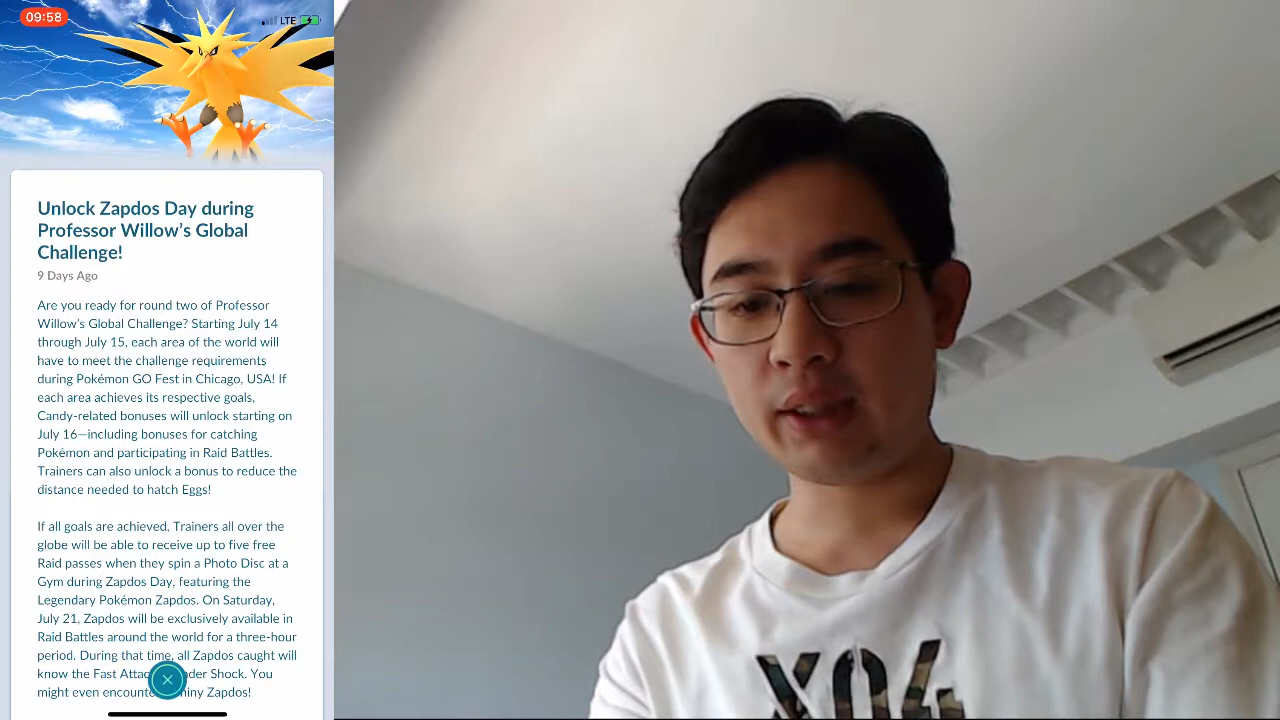 09:58
LTE
Unlock Zapdos Day during
Professor Willow's Global
Challenge!
9 Days Ago
Are you ready for round two of Professor
Willow's Global Challenge? Starting July 14
through July 15, each area of the world will
have to meet the challenge requirements
during Pokémon GO Fest in Chicago, USA! If
each area achieves its respective goals,
Candy-related bonuses will unlock starting on
July 16—including bonuses for catching
Pokémon and participating in Raid Battles.
Trainers can also unlock a bonus to reduce the
distance needed to hatch Eggs!
If all goals are achieved, Trainers all over the
globe will be able to receive up to five free
Raid passes when they spin a Photo Disc at a
Gym during Zapdos Day, featuring the
Legendary Pokémon Zapdos. On Saturday,
July 21, Zapdos will be exclusively available in
Raid Battles around the world for a three-hour
period. During that time, all Zapdos caught will
know the Fast der Shock. You
might even Zapdos!